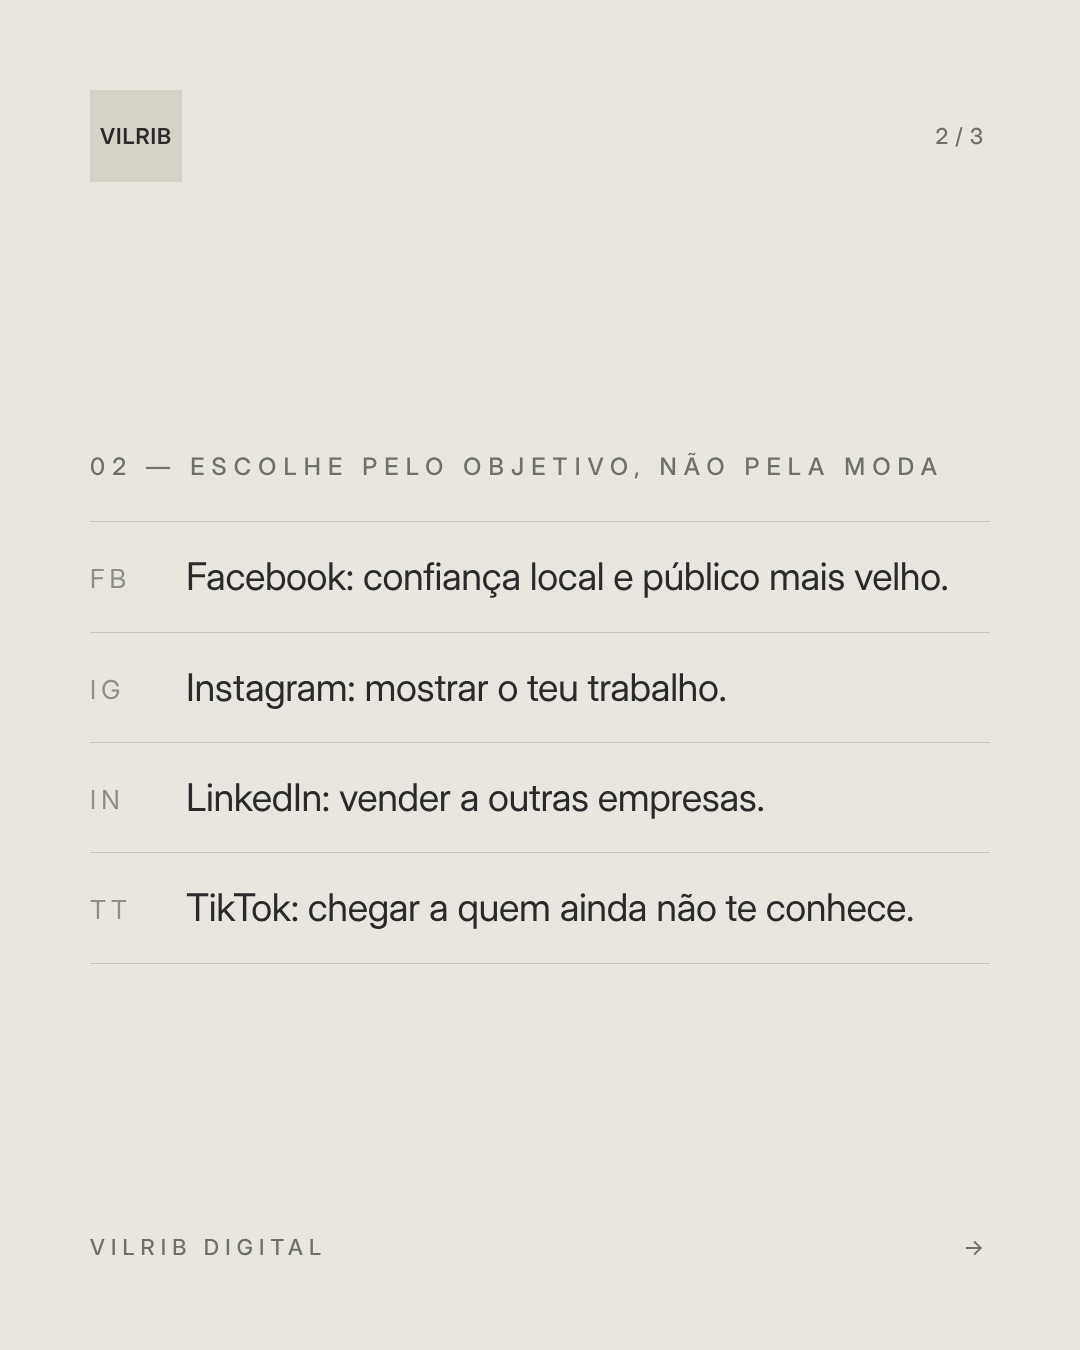 VILRIB
2 / 3
02 — ESCOLHE PELO OBJETIVO, NÃO PELA MODA
FB Facebook: confiança local e público mais velho.
IG Instagram: mostrar o teu trabalho.
IN LinkedIn: vender a outras empresas.
TT TikTok: chegar a quem ainda não te conhece.
VILRIB DIGITAL →